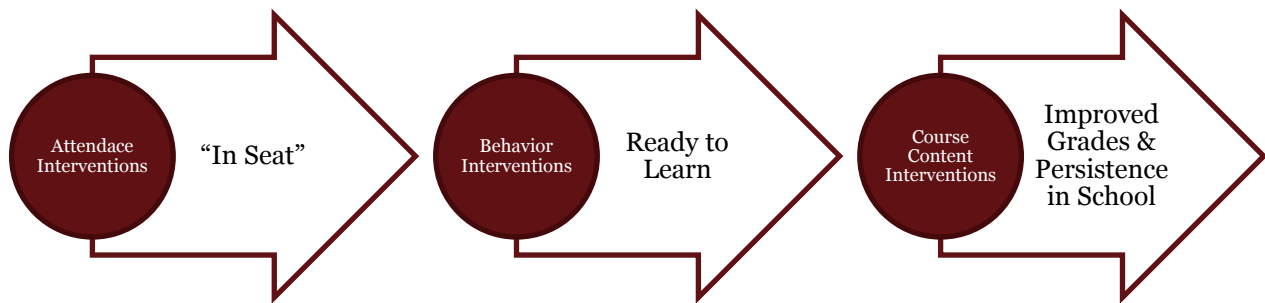 Attendace
Interventions
“In Seat”
Behavior
Interventions
Ready to
Learn
Course
Content
Interventions
Improved
Grades &
Persistence
in School